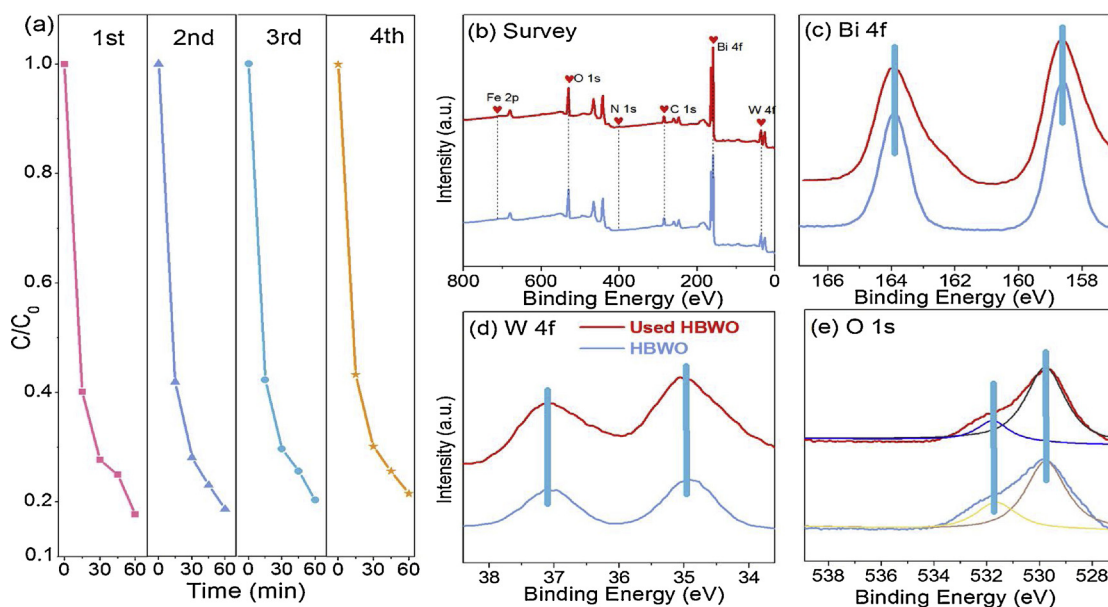 (a)
1st
2nd
3rd
4th
1.0
0.8
0.6
0.4
0.2
0.1
C/C0
0 30 60 0 30 60 0 30 60 0 30 60
Time (min)
(b) Survey
Fe 2p
O 1s
N 1s
C 1s
Bi 4f
W 4f
Intensity (a.u.)
800 600 400 200 0
Binding Energy (eV)
(c) Bi 4f
166 164 162 160 158
Binding Energy (eV)
(d) W 4f
Used HBWO
HBWO
Intensity (a.u.)
38 37 36 35 34 33
Binding Energy (eV)
(e) O 1s
538 536 534 532 530 528
Binding Energy (eV)